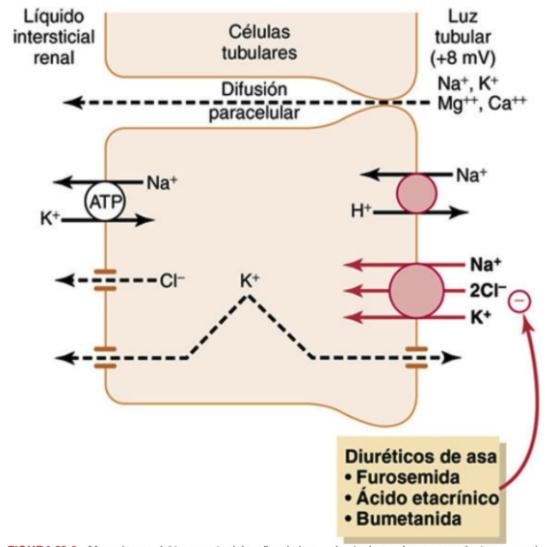 Líquido
intersticial
renal
Células
tubulares
Luz
tubular
(+8 mV)
Difusión
paracelular
Na⁺, K⁺
Mg⁺⁺, Ca⁺⁺
Na⁺
ATP
K⁺
Na⁺
H⁺
Cl⁻
K⁺
Na⁺
2Cl⁻
K⁺
−
Diuréticos de asa
• Furosemida
• Ácido etacrínico
• Bumetanida